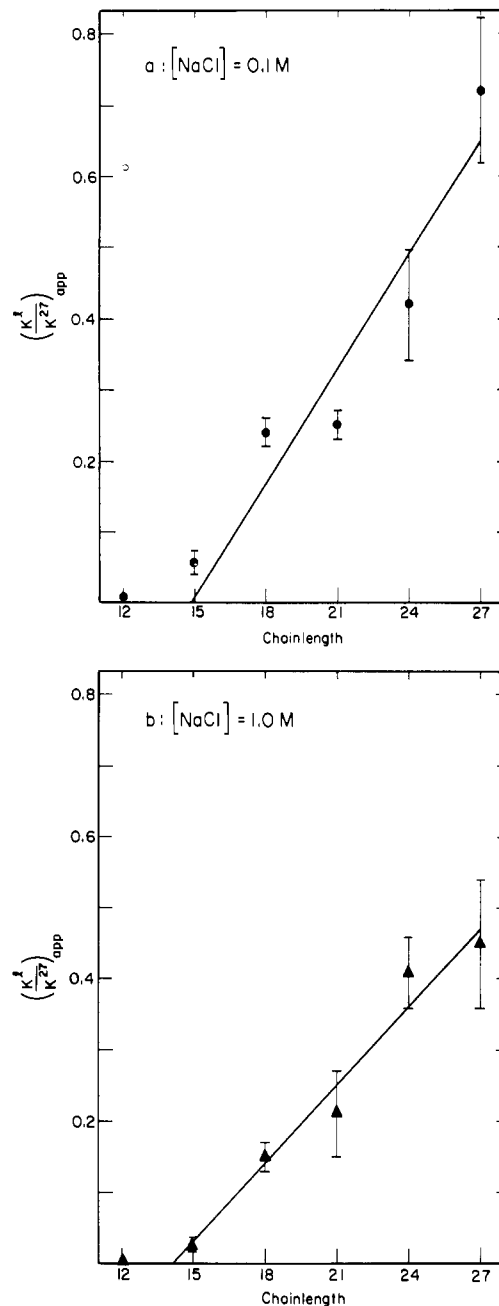 0.8
a : [NaCl] = 0.1 M
0.6
0.4
0.2
(K^ℓ/K^27)app
12 15 18 21 24 27
Chainlength
0.8
b : [NaCl] = 1.0 M
0.6
0.4
0.2
(K^ℓ/K^27)app
12 15 18 21 24 27
Chainlength